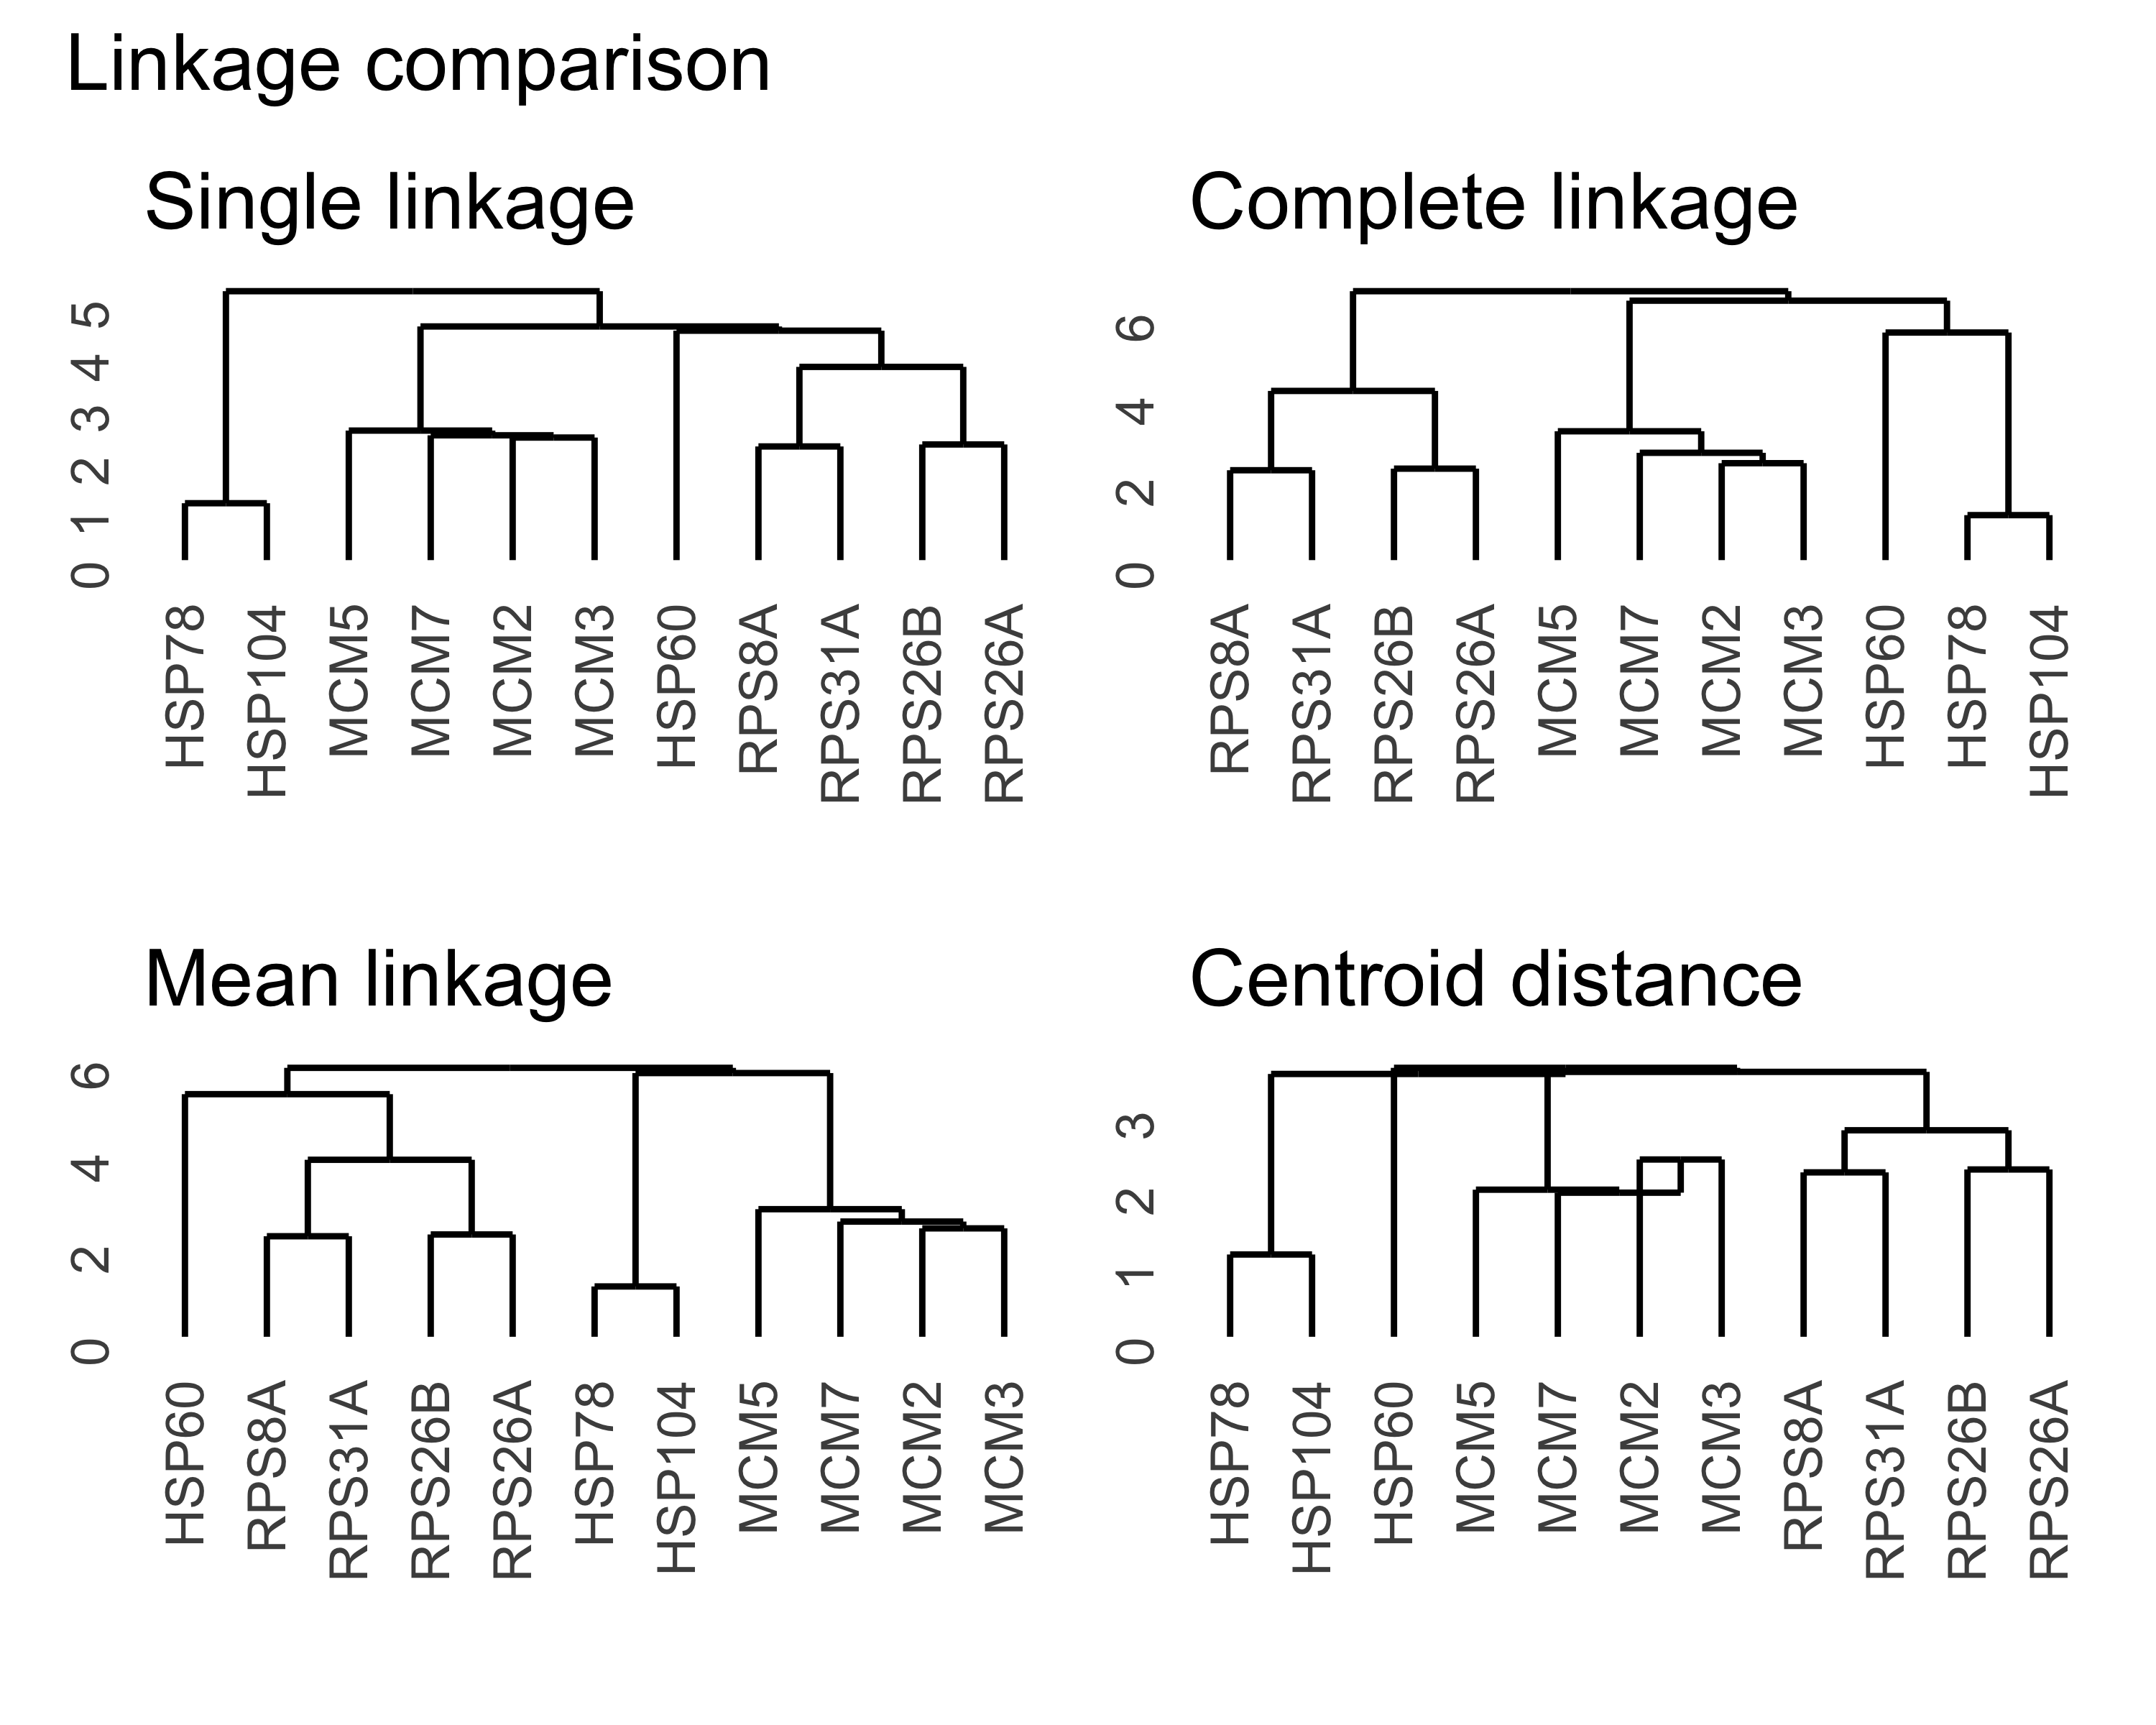 Linkage comparison
Single linkage
5
4
3
2
1
0
HSP78
HSP104
MCM5
MCM7
MCM2
MCM3
HSP60
RPS8A
RPS31A
RPS26B
RPS26A
Complete linkage
6
4
2
0
RPS8A
RPS31A
RPS26B
RPS26A
MCM5
MCM7
MCM2
MCM3
HSP60
HSP78
HSP104
Mean linkage
6
4
2
0
HSP60
RPS8A
RPS31A
RPS26B
RPS26A
HSP78
HSP104
MCM5
MCM7
MCM2
MCM3
Centroid distance
3
2
1
0
HSP78
HSP104
HSP60
MCM5
MCM7
MCM2
MCM3
RPS8A
RPS31A
RPS26B
RPS26A